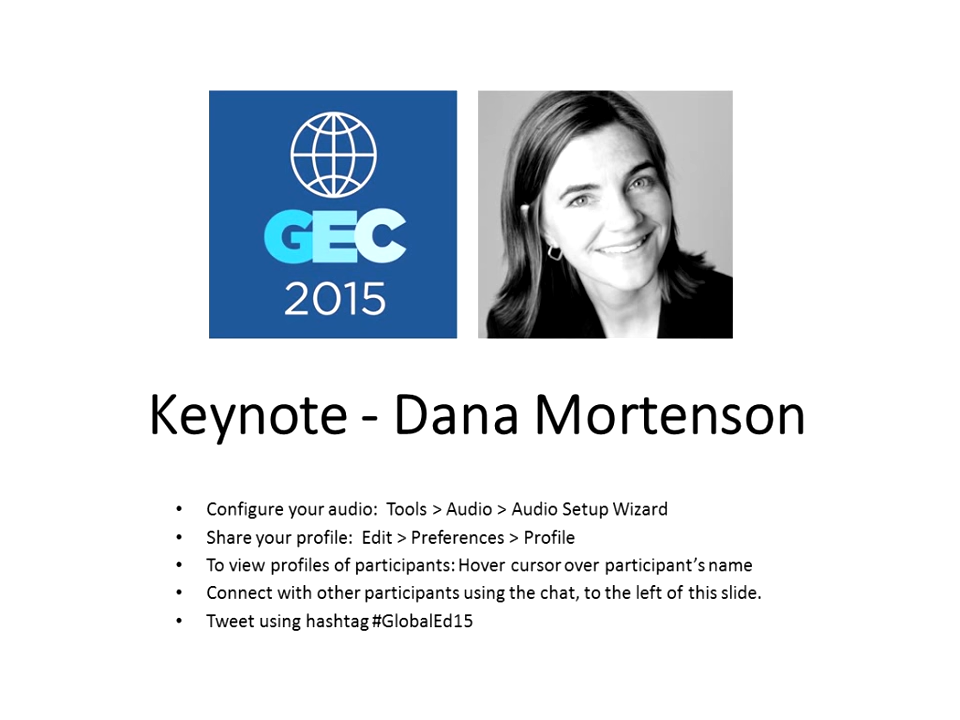 GEC
2015
Keynote - Dana Mortenson
• Configure your audio: Tools > Audio > Audio Setup Wizard
• Share your profile: Edit > Preferences > Profile
• To view profiles of participants: Hover cursor over participant's name
• Connect with other participants using the chat, to the left of this slide.
• Tweet using hashtag #GlobalEd15